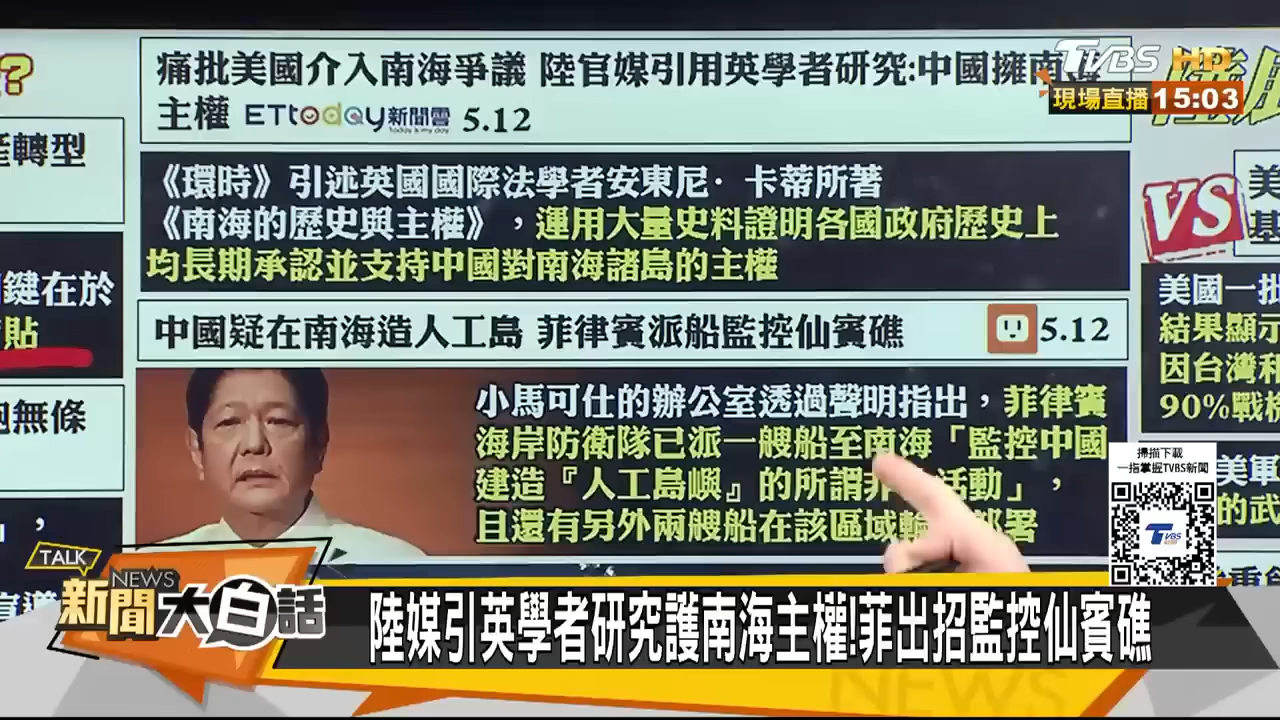 痛批美國介入南海爭議 陸官媒引用英學者研究:中國擁南海
主權 ETtoday新聞雲 5.12
《環時》引述英國國際法學者安東尼·卡蒂所著
《南海的歷史與主權》，運用大量史料證明各國政府歷史上
均長期承認並支持中國對南海諸島的主權
中國疑在南海造人工島 菲律賓派船監控仙賓礁 5.12
小馬可仕的辦公室透過聲明指出，菲律賓
海岸防衛隊已派一艘船至南海「監控中國
建造『人工島嶼』的所謂非 活動」，
且還有另外兩艘船在該區域輪 部署
?
轉型
鍵在於
貼
無條
，
TVBS HD
現場直播 15:03
VS
美
基
美國一批
結果顯示
因台灣和
90%戰機
掃描下載
一指掌握TVBS新聞
TVBS
美軍
的武
TALK
NEWS
新聞大白話
陸媒引英學者研究護南海主權!菲出招監控仙賓礁
NEWS